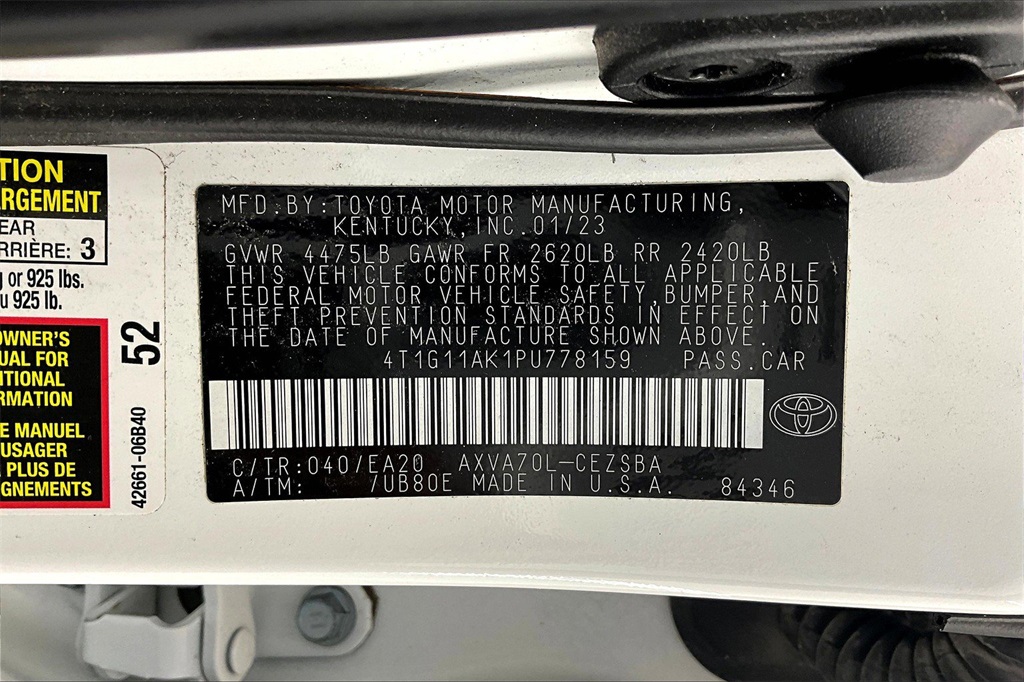 TION
ARGEMENT
EAR
RRIÈRE: 3
g or 925 lbs.
u 925 lb.
OWNER'S
UAL FOR
ITIONAL
RMATION
E MANUEL
USAGER
PLUS DE
IGNEMENTS
52
42661-06B40
MFD.BY:TOYOTA MOTOR MANUFACTURING,
KENTUCKY,INC.01/23
GVWR 4475LB GAWR FR 2620LB RR 2420LB
THIS VEHICLE CONFORMS TO ALL APPLICABLE
FEDERAL MOTOR VEHICLE SAFETY,BUMPER,AND
THEFT PREVENTION STANDARDS IN EFFECT ON
THE DATE OF MANUFACTURE SHOWN ABOVE.
4T1G11AK1PU778159 PASS.CAR
C/TR:040/EA20 AXVA70L-CEZSBA
A/TM: /UB80E MADE IN U.S.A. 84346